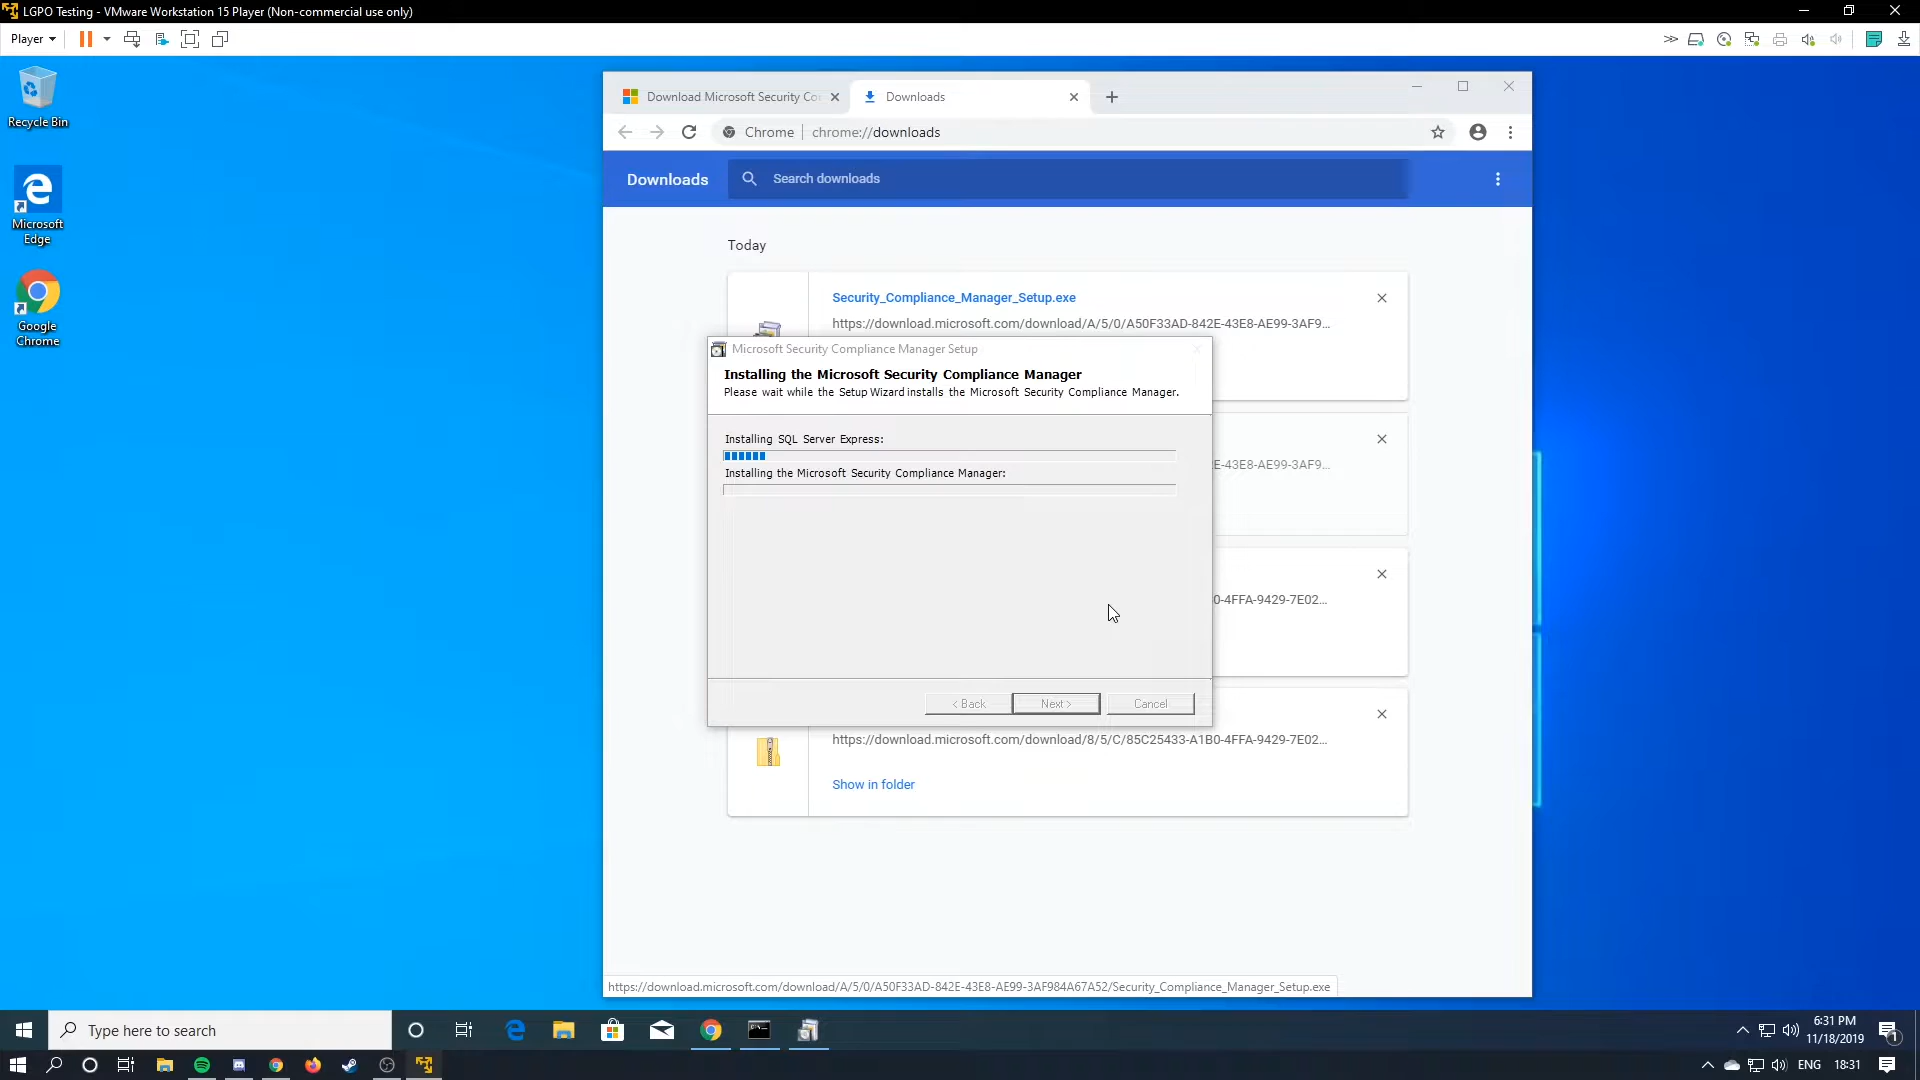 LGPO Testing - VMware Workstation 15 Player (Non-commercial use only)
Player
Recycle Bin
Microsoft
Edge
Google
Chrome
Download Microsoft Security Co
Downloads
Chrome
chrome://downloads
Downloads
Search downloads
Today
Security_Compliance_Manager_Setup.exe
https://download.microsoft.com/download/A/5/0/A50F33AD-842E-43E8-AE99-3AF9...
Microsoft Security Compliance Manager Setup
Installing the Microsoft Security Compliance Manager
Please wait while the Setup Wizard installs the Microsoft Security Compliance Manager.
Installing SQL Server Express:
E-43E8-AE99-3AF9...
Installing the Microsoft Security Compliance Manager:
0-4FFA-9429-7E02...
< Back
Next >
Cancel
https://download.microsoft.com/download/8/5/C/85C25433-A1B0-4FFA-9429-7E02...
Show in folder
https://download.microsoft.com/download/A/5/0/A50F33AD-842E-43E8-AE99-3AF984A67A52/Security_Compliance_Manager_Setup.exe
Type here to search
6:31 PM
11/18/2019
1
ENG
18:31